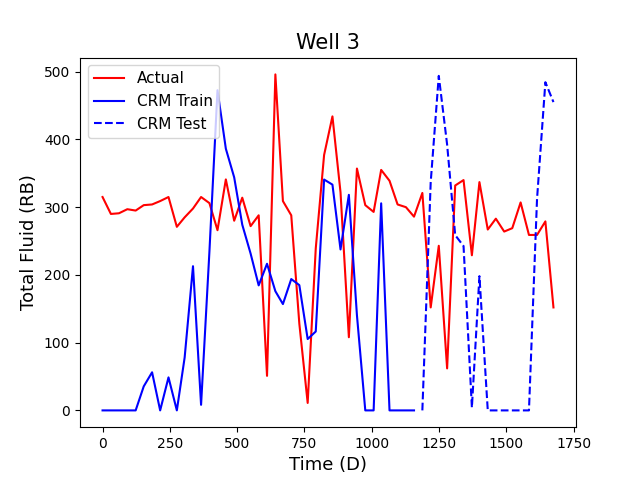 Well 3
Actual
CRM Train
CRM Test
Total Fluid (RB)
500
400
300
200
100
0
0 250 500 750 1000 1250 1500 1750
Time (D)